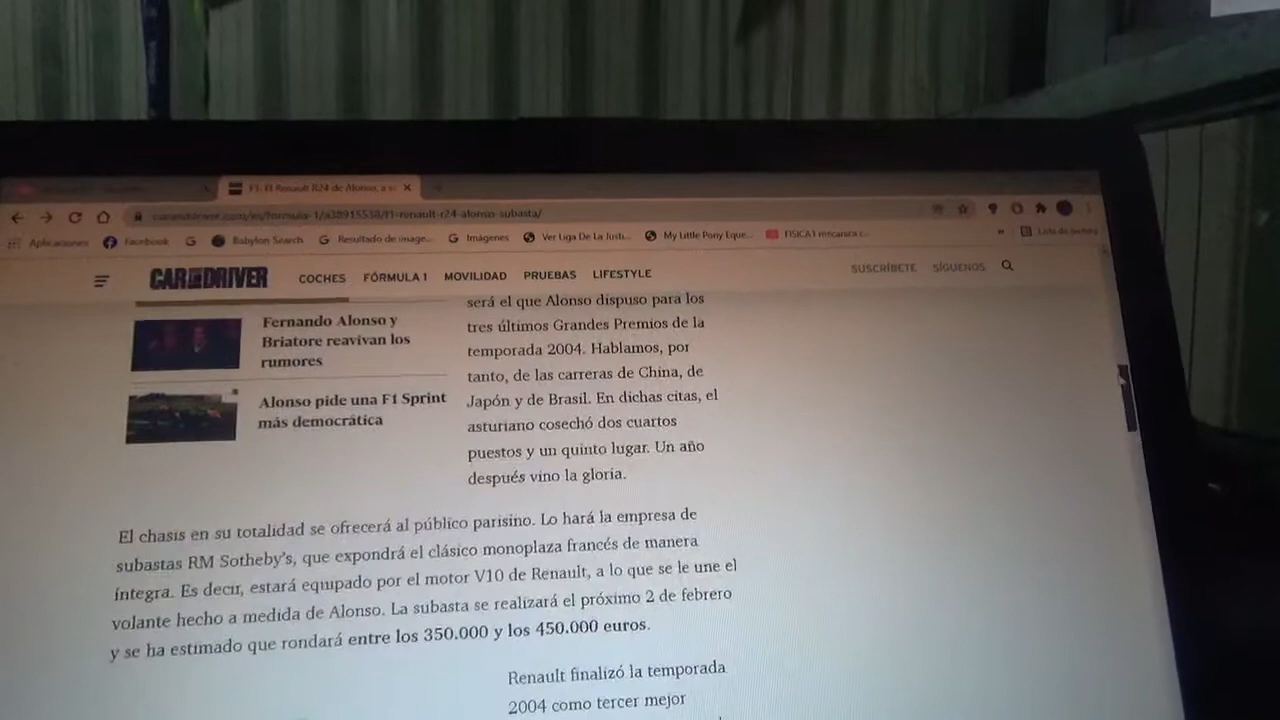 F1: El Renault R24 de Alonso, a s
caranddriver.com/es/formula-1/a38915538/f1-renault-r24-alonso-subasta/
Aplicaciones Facebook Babylon Search Resultado de image... Imágenes Ver Liga De La Justi... My Little Pony Eque... FISICA1 mecanica c... » Lista de lectura
CAR AND DRIVER COCHES FÓRMULA 1 MOVILIDAD PRUEBAS LIFESTYLE SUSCRÍBETE SÍGUENOS
Fernando Alonso y
Briatore reavivan los
rumores
Alonso pide una F1 Sprint
más democrática
será el que Alonso dispuso para los
tres últimos Grandes Premios de la
temporada 2004. Hablamos, por
tanto, de las carreras de China, de
Japón y de Brasil. En dichas citas, el
asturiano cosechó dos cuartos
puestos y un quinto lugar. Un año
después vino la gloria.
El chasis en su totalidad se ofrecerá al público parisino. Lo hará la empresa de
subastas RM Sotheby's, que expondrá el clásico monoplaza francés de manera
íntegra. Es decir, estará equipado por el motor V10 de Renault, a lo que se le une el
volante hecho a medida de Alonso. La subasta se realizará el próximo 2 de febrero
y se ha estimado que rondará entre los 350.000 y los 450.000 euros.
Renault finalizó la temporada
2004 como tercer mejor